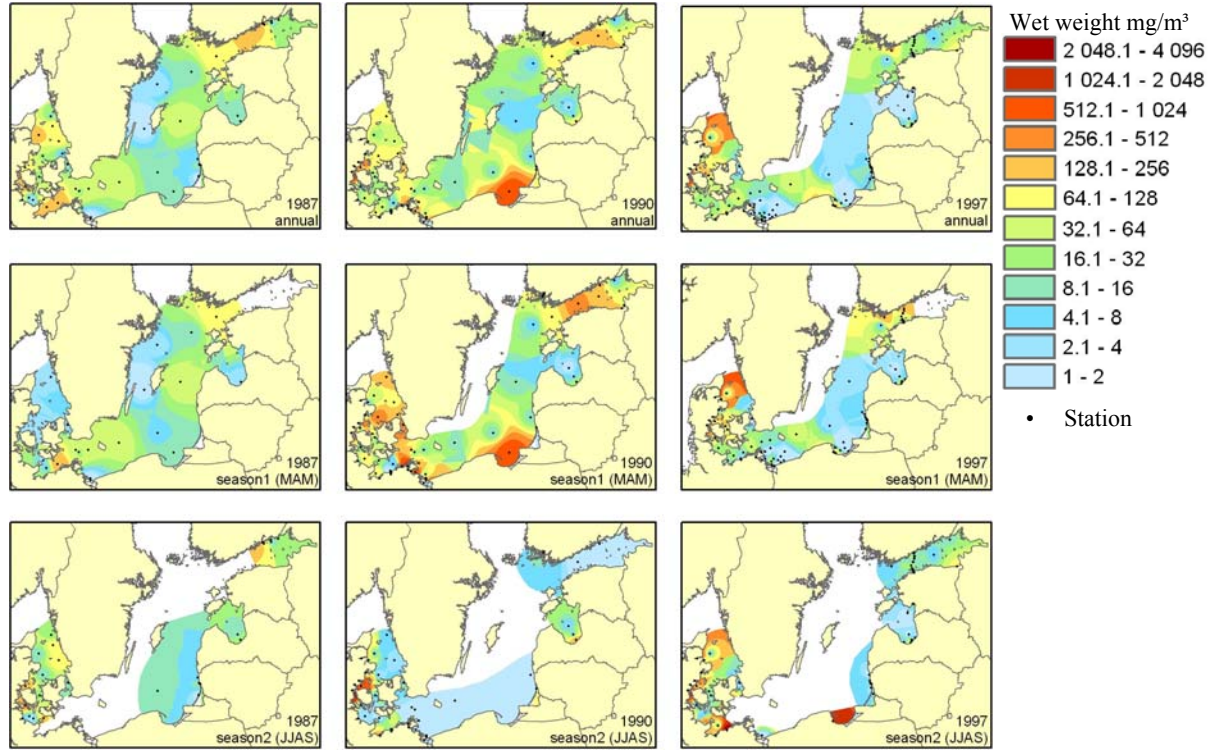 1987
annual
1990
annual
1997
annual
1987
season1 (MAM)
1990
season1 (MAM)
1997
season1 (MAM)
1987
season2 (JJAS)
1990
season2 (JJAS)
1997
season2 (JJAS)
Wet weight mg/m³
2 048.1 - 4 096
1 024.1 - 2 048
512.1 - 1 024
256.1 - 512
128.1 - 256
64.1 - 128
32.1 - 64
16.1 - 32
8.1 - 16
4.1 - 8
2.1 - 4
1 - 2
• Station